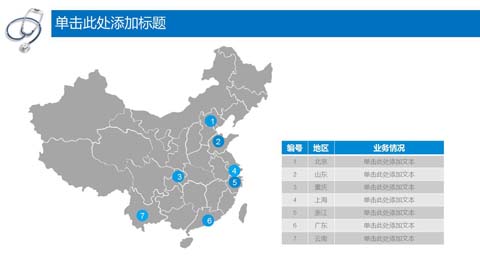 单击此处添加标题
1
2
3
4
5
6
7
编号 地区 业务情况
1 北京 单击此处添加文本
2 山东 单击此处添加文本
3 重庆 单击此处添加文本
4 上海 单击此处添加文本
5 浙江 单击此处添加文本
6 广东 单击此处添加文本
7 云南 单击此处添加文本